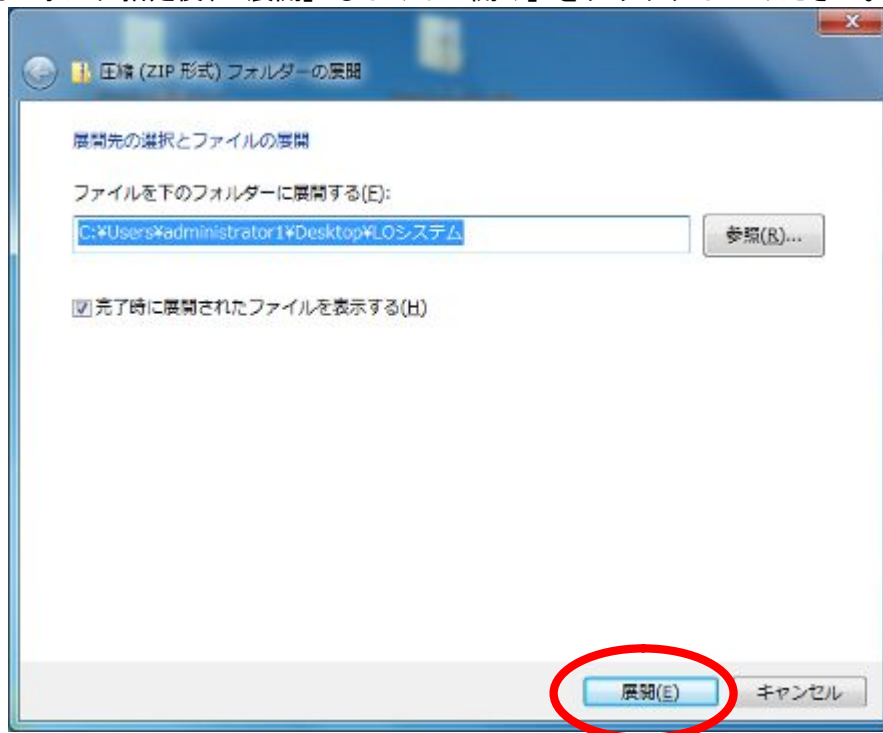 圧縮 (ZIP 形式) フォルダーの展開
展開先の選択とファイルの展開
ファイルを下のフォルダーに展開する(F):
C:¥Users¥administrator1¥Desktop¥LOシステム
参照(R)...
完了時に展開されたファイルを表示する(H)
展開(E)
キャンセル